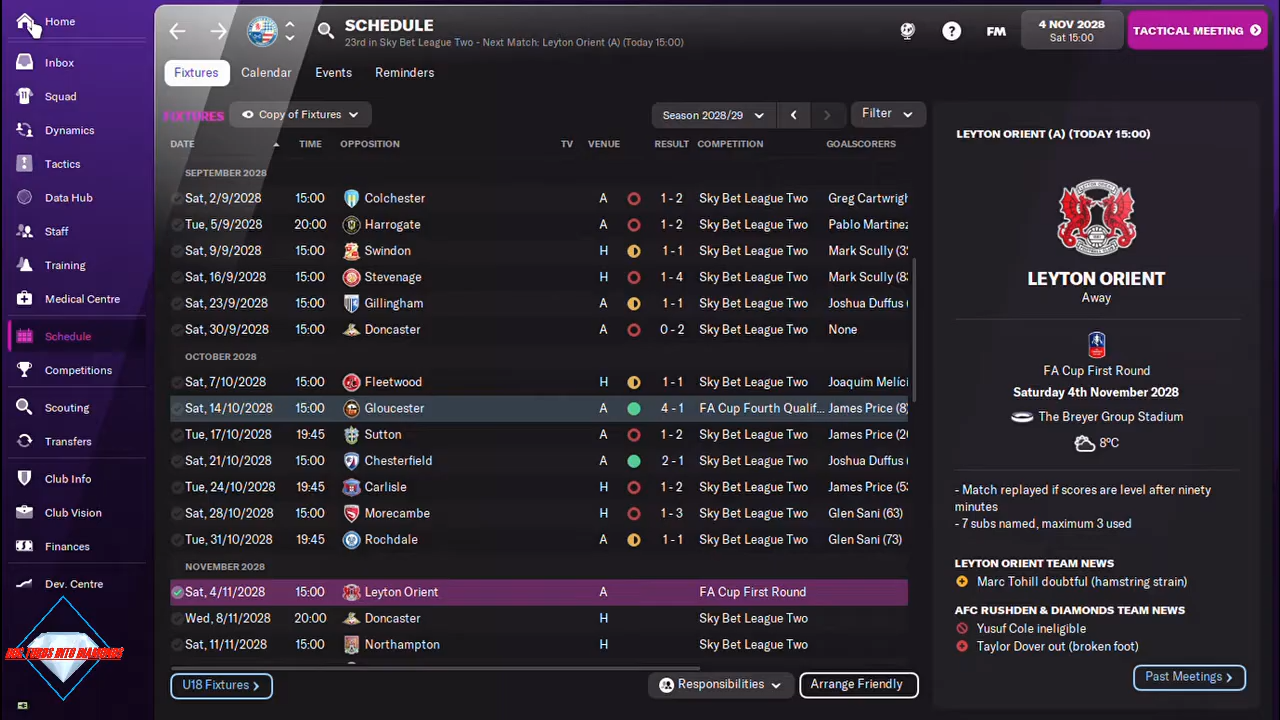 Home
Inbox
Squad
Dynamics
Tactics
Data Hub
Staff
Training
Medical Centre
Schedule
Competitions
Scouting
Transfers
Club Info
Club Vision
Finances
Dev. Centre
SCHEDULE
23rd in Sky Bet League Two - Next Match: Leyton Orient (A) (Today 15:00)
FM
4 NOV 2028
Sat 15:00
TACTICAL MEETING
Fixtures Calendar Events Reminders
FIXTURES Copy of Fixtures Season 2028/29 Filter
DATE TIME OPPOSITION TV VENUE RESULT COMPETITION GOALSCORERS
SEPTEMBER 2028
Sat, 2/9/2028 15:00 Colchester A 1 - 2 Sky Bet League Two Greg Cartwrigh
Tue, 5/9/2028 20:00 Harrogate A 1 - 2 Sky Bet League Two Pablo Martinez
Sat, 9/9/2028 15:00 Swindon H 1 - 1 Sky Bet League Two Mark Scully (32
Sat, 16/9/2028 15:00 Stevenage H 1 - 4 Sky Bet League Two Mark Scully (83
Sat, 23/9/2028 15:00 Gillingham A 1 - 1 Sky Bet League Two Joshua Duffus (
Sat, 30/9/2028 15:00 Doncaster A 0 - 2 Sky Bet League Two None
OCTOBER 2028
Sat, 7/10/2028 15:00 Fleetwood H 1 - 1 Sky Bet League Two Joaquim Melíci
Sat, 14/10/2028 15:00 Gloucester A 4 - 1 FA Cup Fourth Qualif... James Price (8
Tue, 17/10/2028 19:45 Sutton A 1 - 2 Sky Bet League Two James Price (20
Sat, 21/10/2028 15:00 Chesterfield A 2 - 1 Sky Bet League Two Joshua Duffus (
Tue, 24/10/2028 19:45 Carlisle H 1 - 2 Sky Bet League Two James Price (53
Sat, 28/10/2028 15:00 Morecambe H 1 - 3 Sky Bet League Two Glen Sani (63)
Tue, 31/10/2028 19:45 Rochdale A 1 - 1 Sky Bet League Two Glen Sani (73)
NOVEMBER 2028
Sat, 4/11/2028 15:00 Leyton Orient A FA Cup First Round
Wed, 8/11/2028 20:00 Doncaster H Sky Bet League Two
Sat, 11/11/2028 15:00 Northampton H Sky Bet League Two
U18 Fixtures Responsibilities Arrange Friendly
LEYTON ORIENT (A) (TODAY 15:00)
LEYTON ORIENT
Away
FA Cup First Round
Saturday 4th November 2028
The Breyer Group Stadium
8°C
- Match replayed if scores are level after ninety
minutes
- 7 subs named, maximum 3 used
LEYTON ORIENT TEAM NEWS
Marc Tohill doubtful (hamstring strain)
AFC RUSHDEN & DIAMONDS TEAM NEWS
Yusuf Cole ineligible
Taylor Dover out (broken foot)
Past Meetings